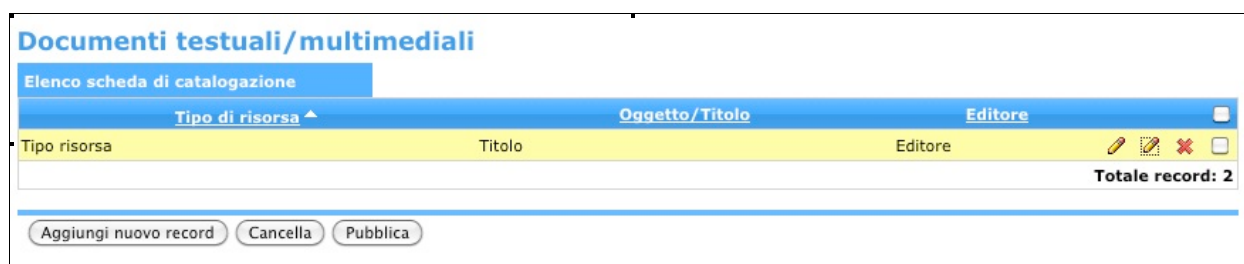 Documenti testuali/multimediali
Elenco scheda di catalogazione
Tipo di risorsa Oggetto/Titolo Editore
Tipo risorsa Titolo Editore
Totale record: 2
Aggiungi nuovo record Cancella Pubblica